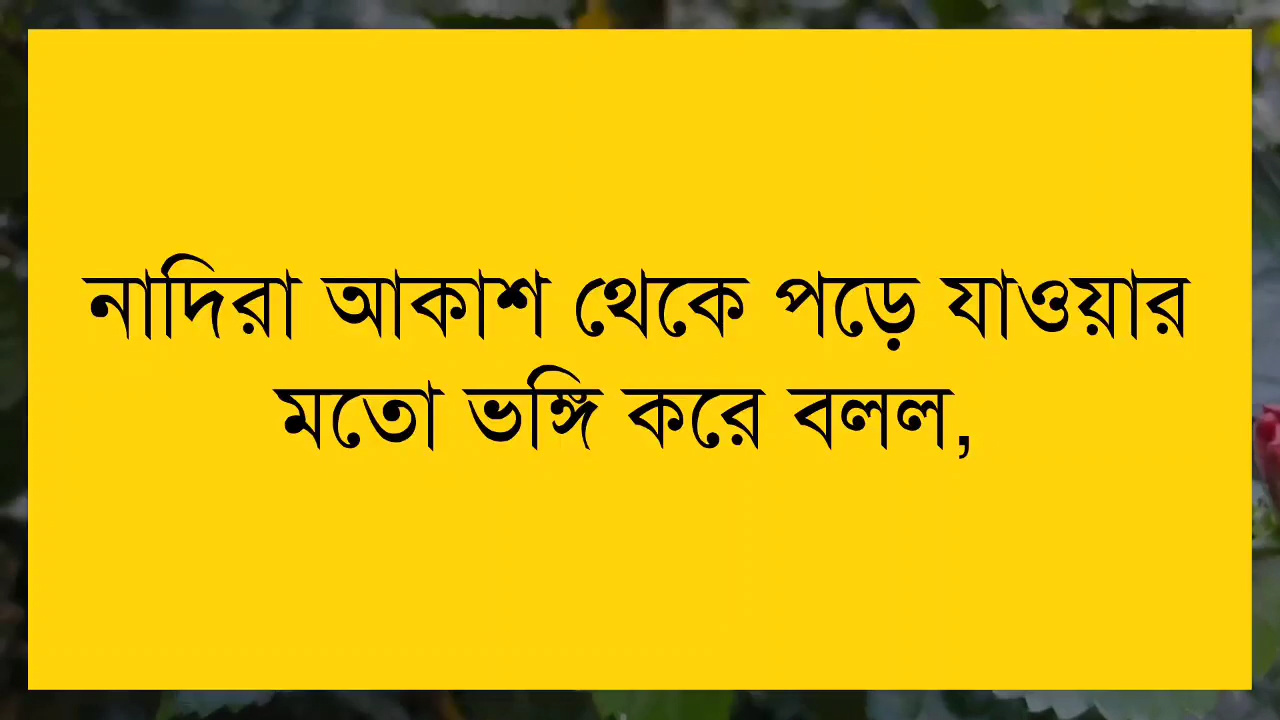 নাদিরা আকাশ থেকে পড়ে যাওয়ার
মতো ভঙ্গি করে বলল,